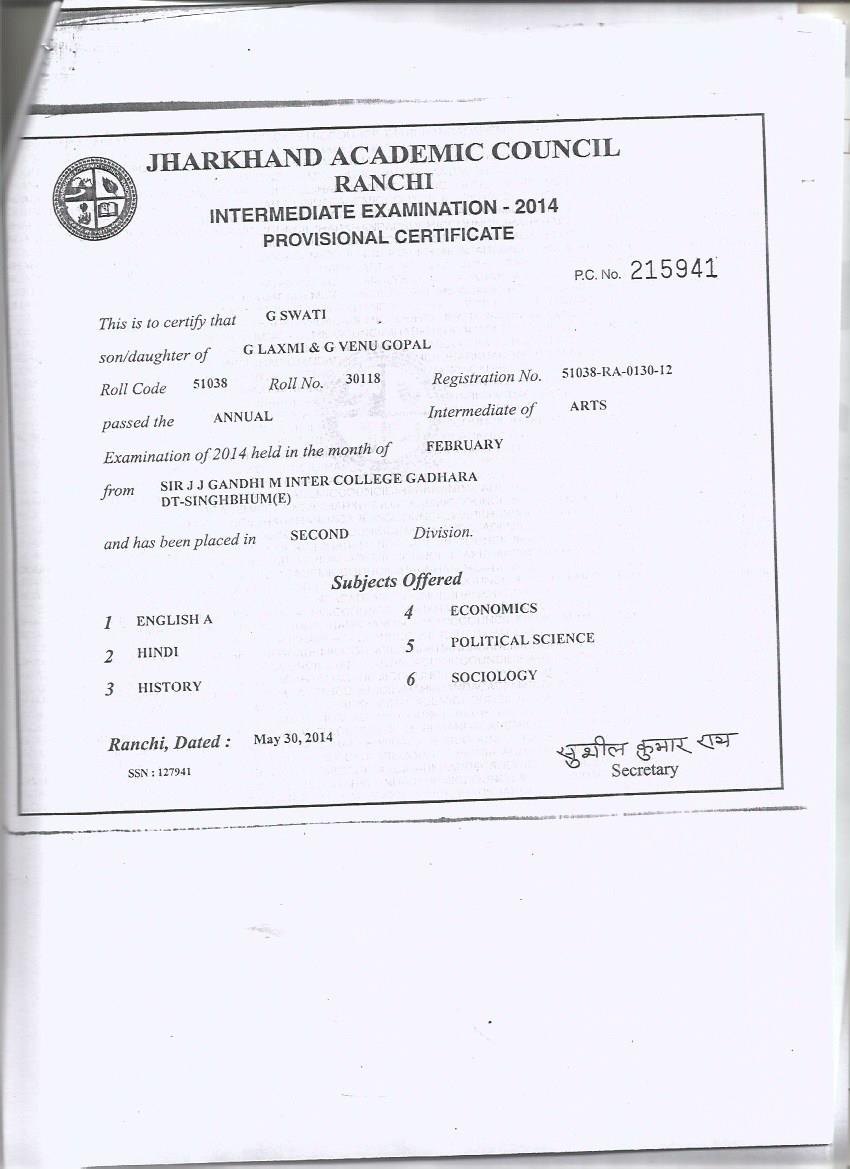 JHARKHAND ACADEMIC COUNCIL
RANCHI
INTERMEDIATE EXAMINATION - 2014
PROVISIONAL CERTIFICATE
P.C. No. 215941
This is to certify that G SWATI
son/daughter of G LAXMI & G VENU GOPAL
Roll Code 51038 Roll No. 30118 Registration No. 51038-RA-0130-12
passed the ANNUAL Intermediate of ARTS
Examination of 2014 held in the month of FEBRUARY
from SIR J J GANDHI M INTER COLLEGE GADHARA
DT-SINGHBHUM(E)
and has been placed in SECOND Division.
Subjects Offered
1 ENGLISH A 4 ECONOMICS
2 HINDI 5 POLITICAL SCIENCE
3 HISTORY 6 SOCIOLOGY
Ranchi, Dated : May 30, 2014
सुशील कुमार राय
SSN : 127941 Secretary